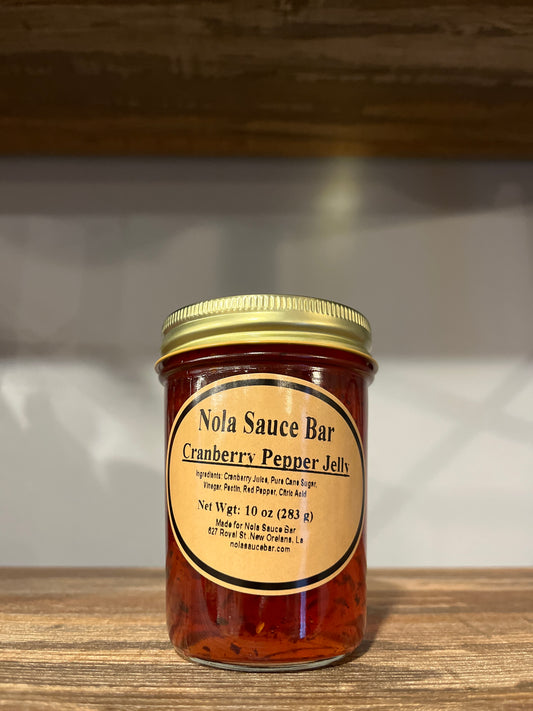 Nola Sauce Bar
Cranberry Pepper Jelly
Ingredients: Cranberry Juice, Pure Cane Sugar,
Vinegar, Pectin, Red Pepper, Citric Acid
Net Wgt: 10 oz (283 g)
Made for Nola Sauce Bar
627 Royal St .New Orelans, La
nolasaucebar.com